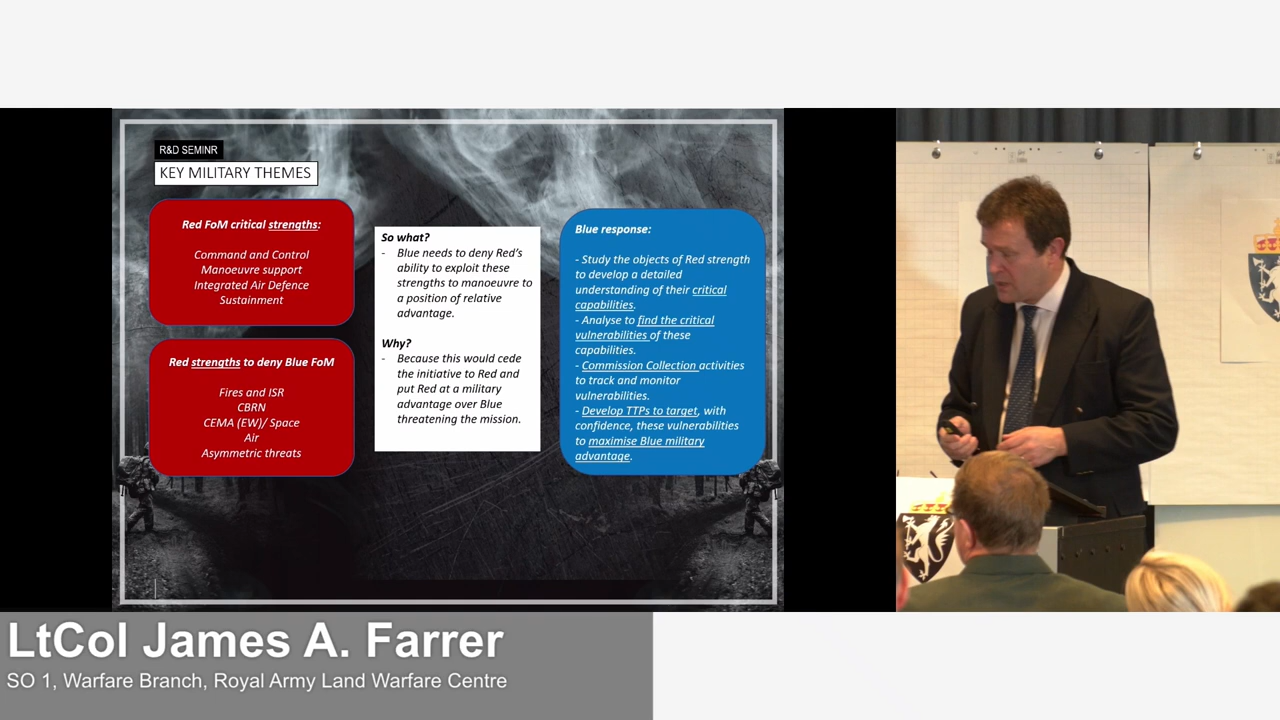 R&D SEMINR
KEY MILITARY THEMES
Red FoM critical strengths:
Command and Control
Manoeuvre support
Integrated Air Defence
Sustainment
Red strengths to deny Blue FoM
Fires and ISR
CBRN
CEMA (EW)/ Space
Air
Asymmetric threats
So what?
- Blue needs to deny Red's
ability to exploit these
strengths to manoeuvre to
a position of relative
advantage.
Why?
- Because this would cede
the initiative to Red and
put Red at a military
advantage over Blue
threatening the mission.
Blue response:
- Study the objects of Red strength
to develop a detailed
understanding of their critical
capabilities.
- Analyse to find the critical
vulnerabilities of these
capabilities.
- Commission Collection activities
to track and monitor
vulnerabilities.
- Develop TTPs to target, with
confidence, these vulnerabilities
to maximise Blue military
advantage.
LtCol James A. Farrer
SO 1, Warfare Branch, Royal Army Land Warfare Centre